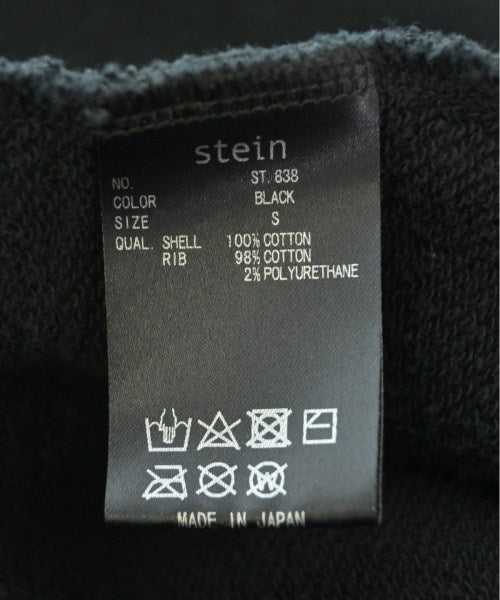 stein
NO. ST.838
COLOR BLACK
SIZE S
QUAL. SHELL 100% COTTON
RIB 98% COTTON
2% POLYURETHANE
W
MADE IN JAPAN